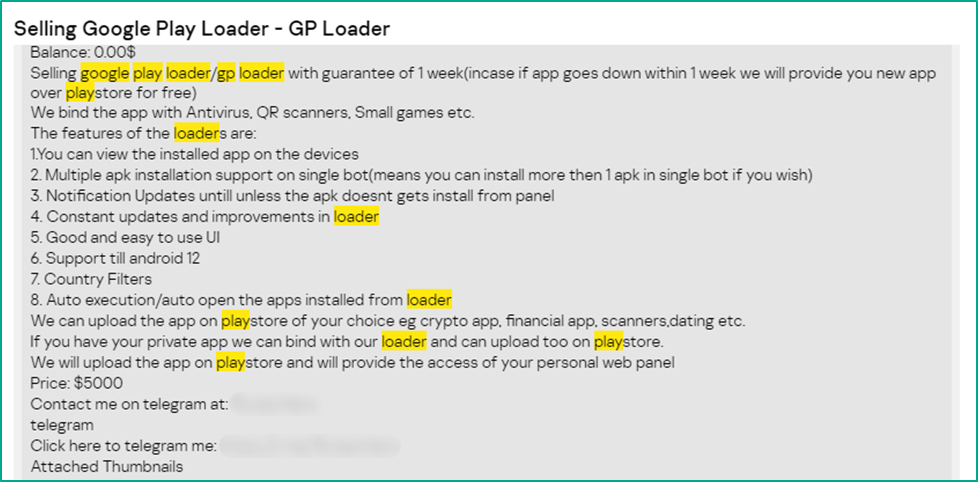 Selling Google Play Loader - GP Loader
Balance: 0.00$
Selling google play loader/gp loader with guarantee of 1 week(incase if app goes down within 1 week we will provide you new app
over playstore for free)
We bind the app with Antivirus, QR scanners, Small games etc.
The features of the loaders are:
1.You can view the installed app on the devices
2. Multiple apk installation support on single bot(means you can install more then 1 apk in single bot if you wish)
3. Notification Updates untill unless the apk doesnt gets install from panel
4. Constant updates and improvements in loader
5. Good and easy to use UI
6. Support till android 12
7. Country Filters
8. Auto execution/auto open the apps installed from loader
We can upload the app on playstore of your choice eg crypto app, financial app, scanners,dating etc.
If you have your private app we can bind with our loader and can upload too on playstore.
We will upload the app on playstore and will provide the access of your personal web panel
Price: $5000
Contact me on telegram at:
telegram
Click here to telegram me:
Attached Thumbnails